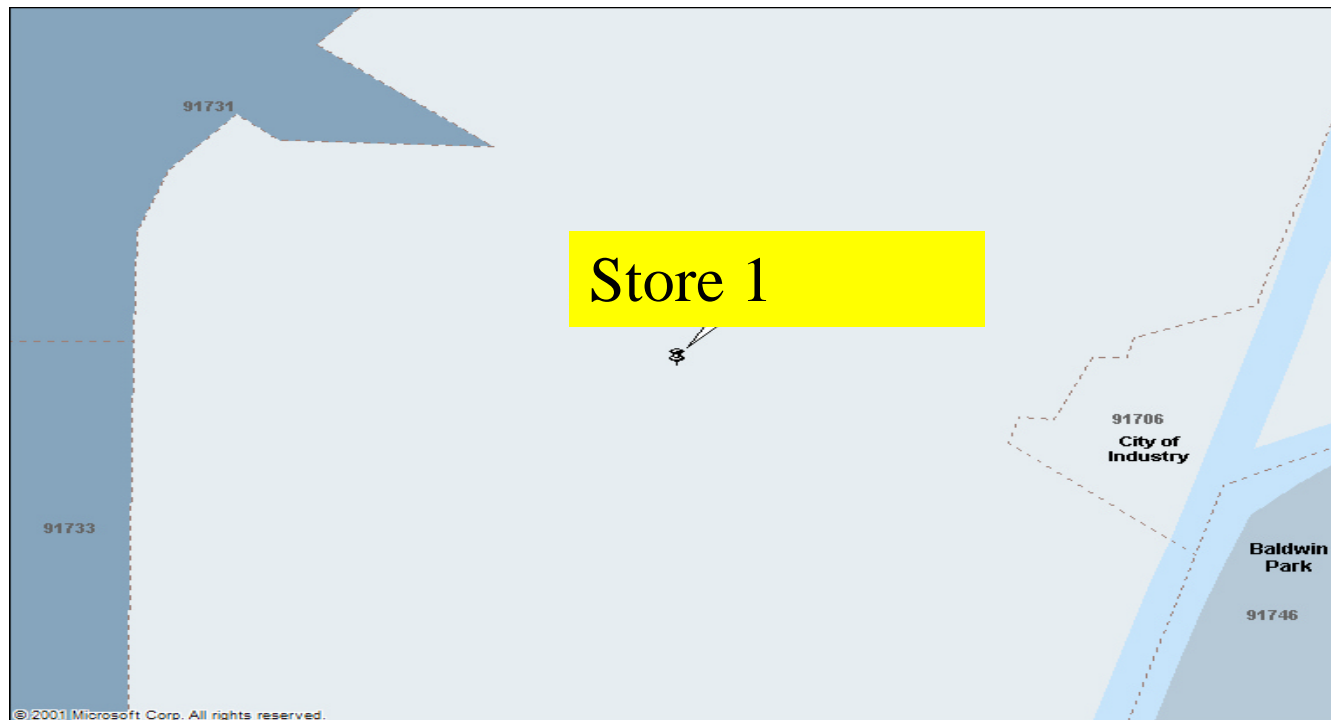 91731
Store 1
91706
City of
Industry
91733
Baldwin
Park
91746
© 2001 Microsoft Corp. All rights reserved.